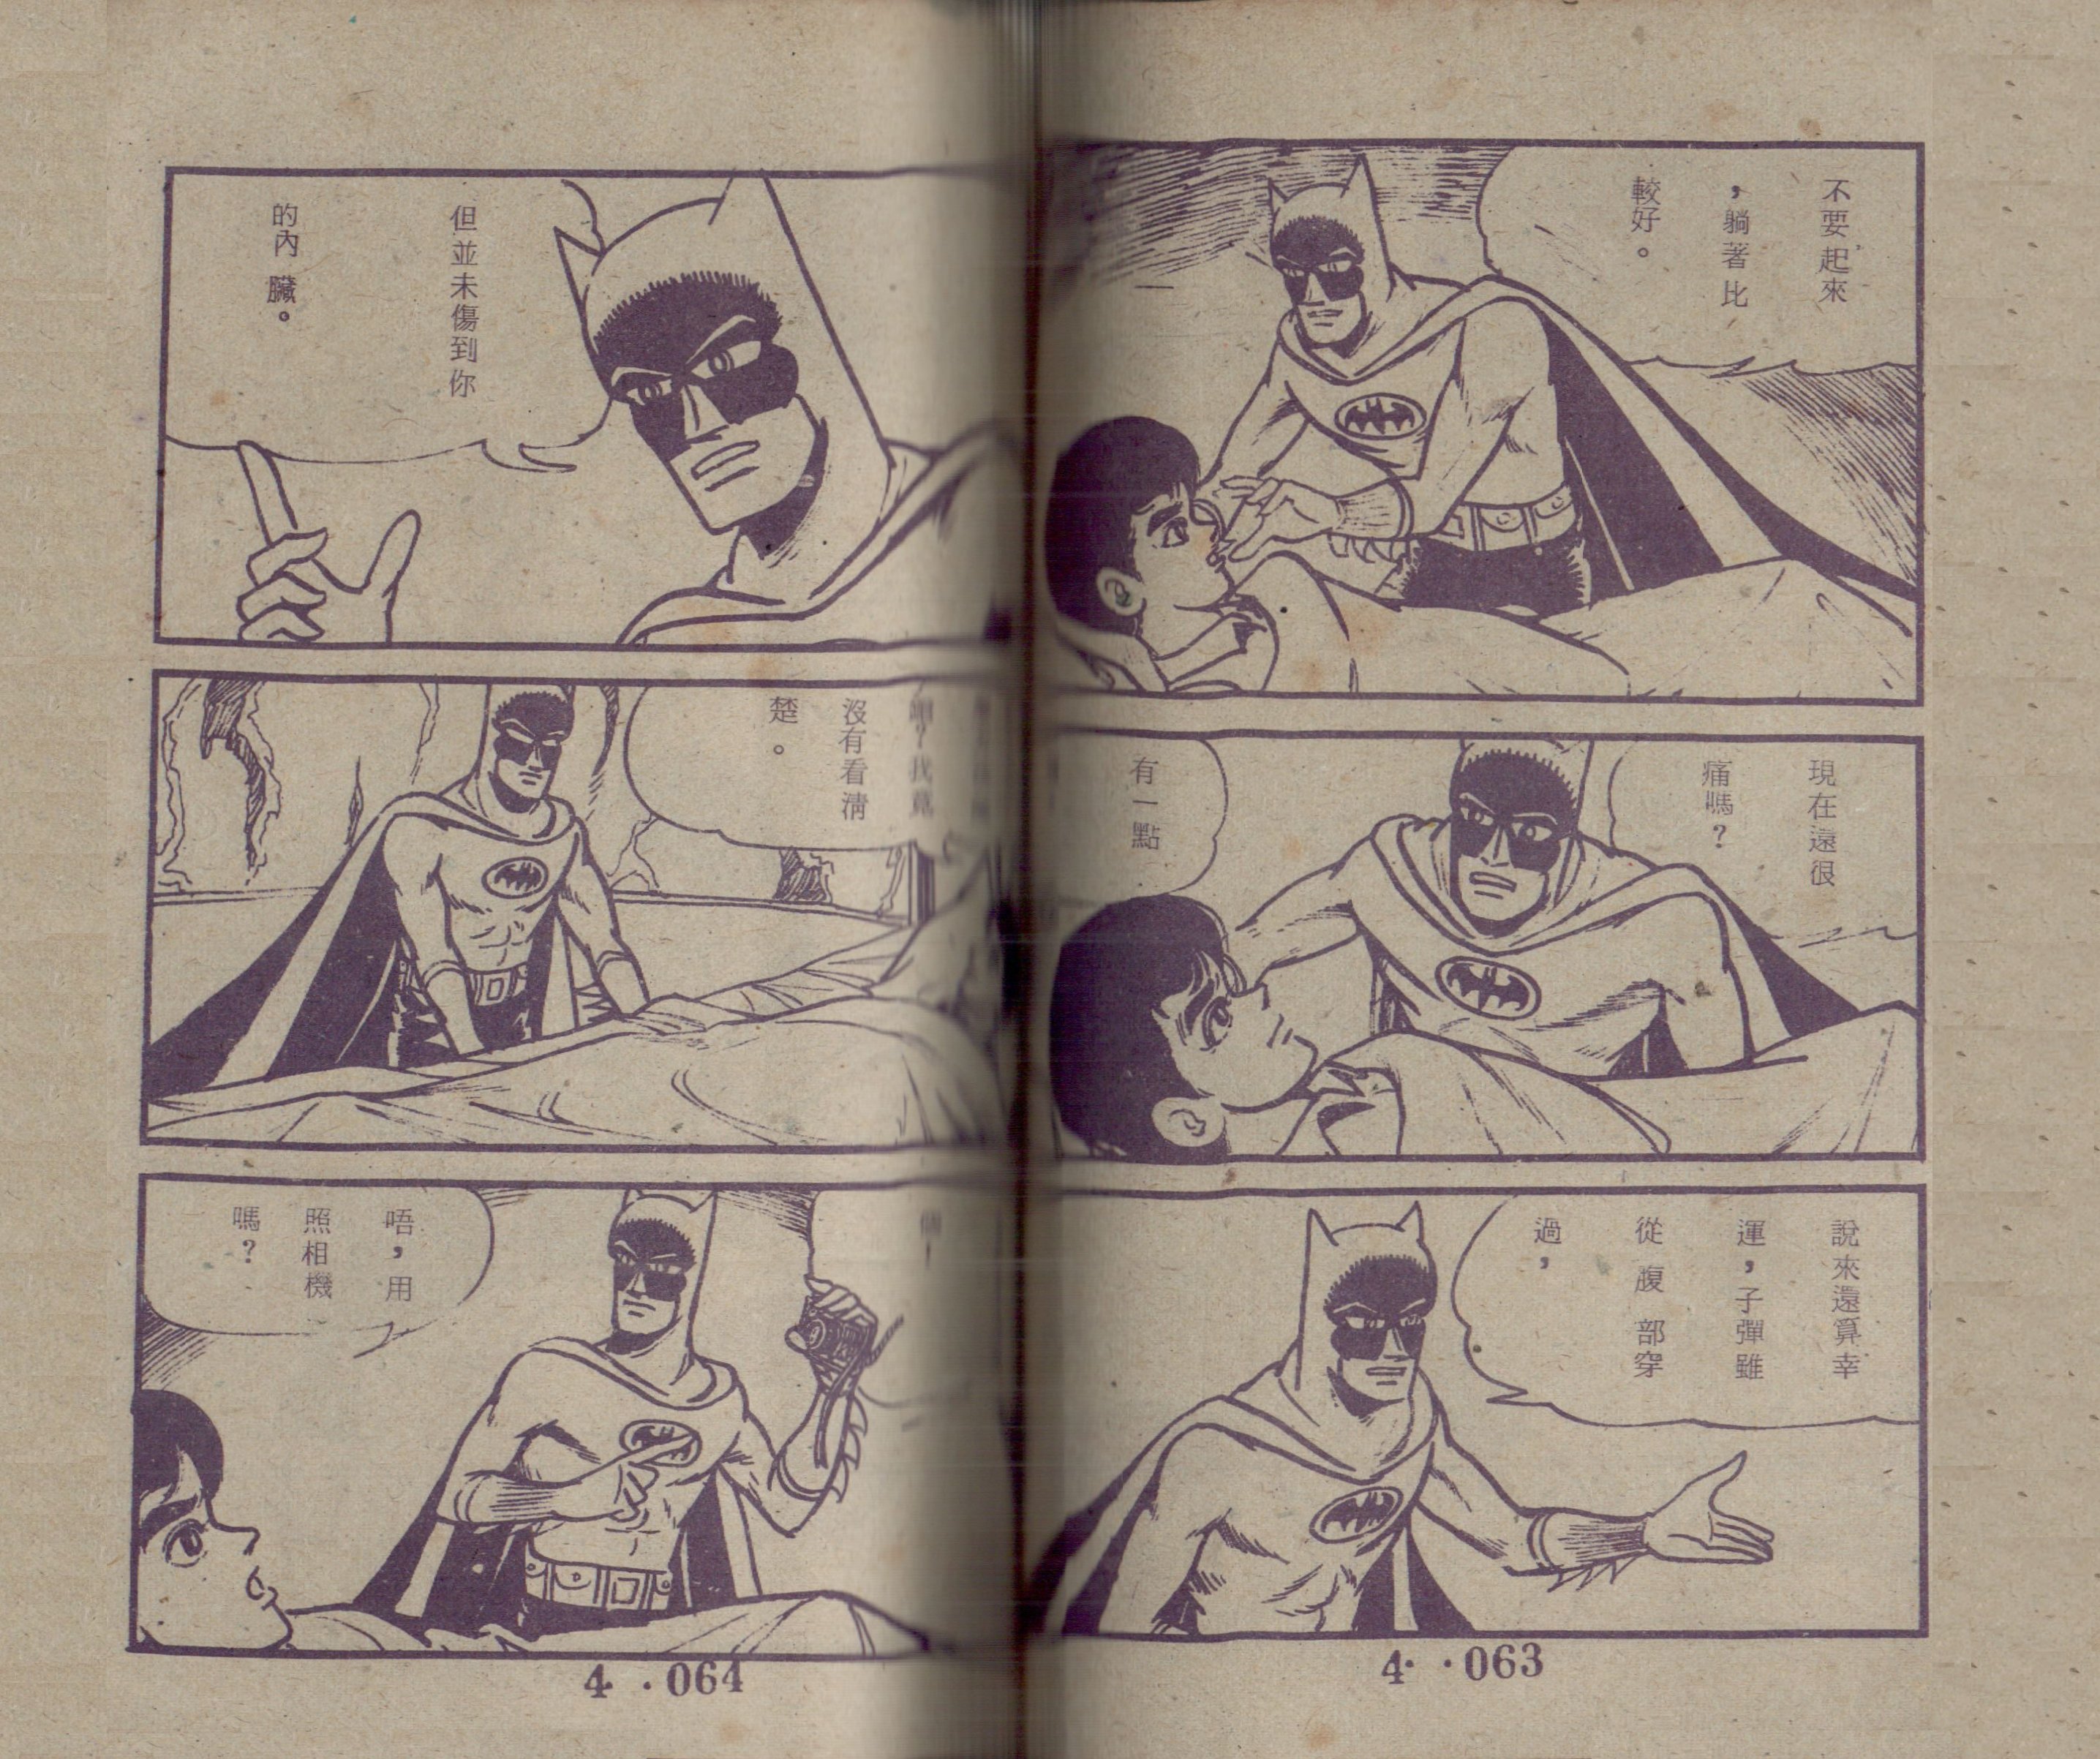 不要起來
，躺著比
較好。
現在還很
痛嗎？
有一點
說來還算幸
運，子彈雖
從腹部穿
過，
4··063
但並未傷到你
的內臟。
沒有看清
楚。
唔，用
照相機
嗎？
4·064